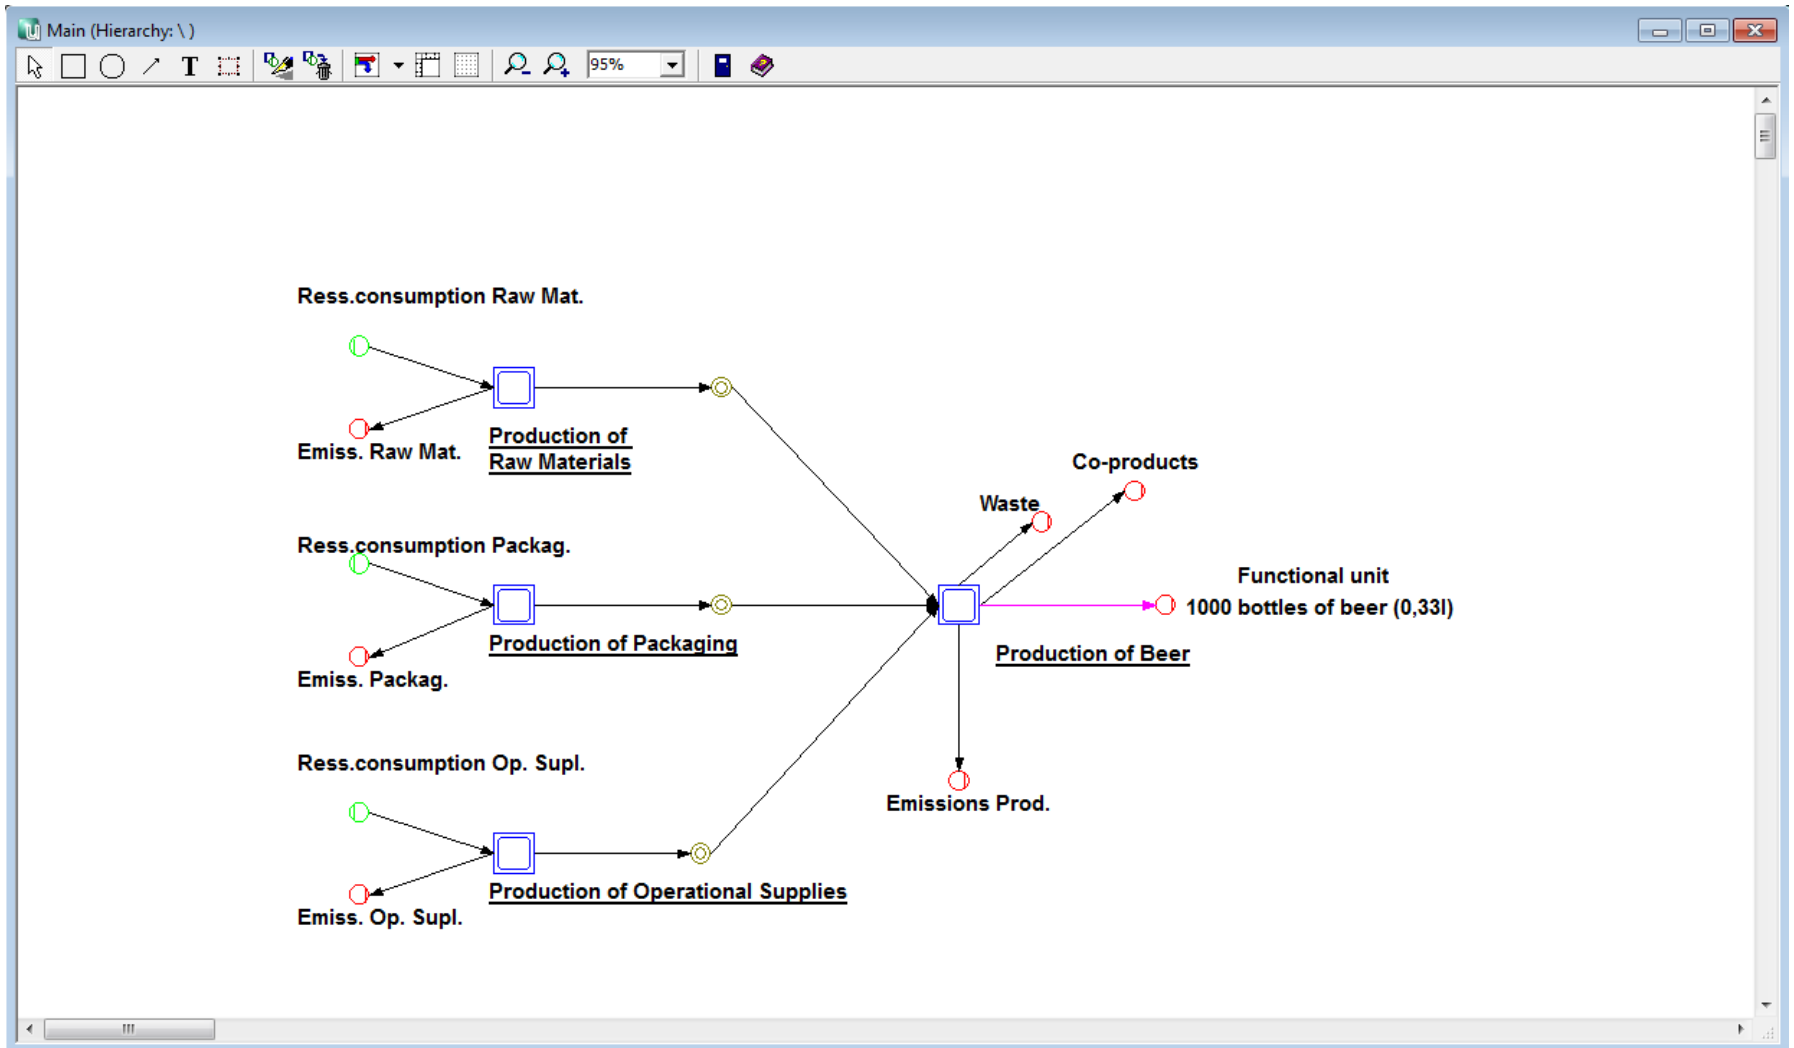 Main (Hierarchy: \ )
T
95%
Ress.consumption Raw Mat.
Emiss. Raw Mat.
Production of
Raw Materials
Co-products
Waste
Ress.consumption Packag.
Functional unit
1000 bottles of beer (0,33l)
Production of Packaging
Production of Beer
Emiss. Packag.
Ress.consumption Op. Supl.
Emissions Prod.
Production of Operational Supplies
Emiss. Op. Supl.